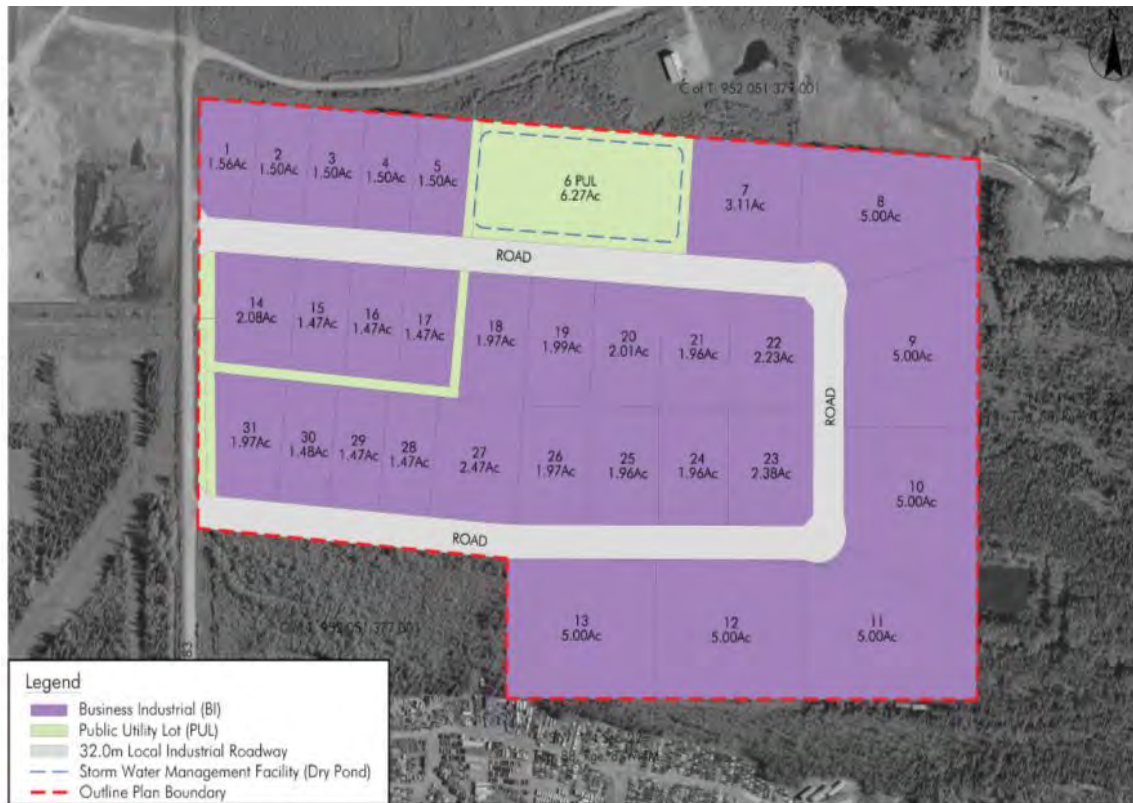 N
C of T: 952 051 377 001
1
1.56Ac
2
1.50Ac
3
1.50Ac
4
1.50Ac
5
1.50Ac
6 PUL
6.27Ac
7
3.11Ac
8
5.00Ac
ROAD
14
2.08Ac
15
1.47Ac
16
1.47Ac
17
1.47Ac
18
1.97Ac
19
1.99Ac
20
2.01Ac
21
1.96Ac
22
2.23Ac
9
5.00Ac
ROAD
31
1.97Ac
30
1.48Ac
29
1.47Ac
28
1.47Ac
27
2.47Ac
26
1.97Ac
25
1.96Ac
24
1.96Ac
23
2.38Ac
10
5.00Ac
ROAD
13
5.00Ac
12
5.00Ac
11
5.00Ac
C of T: 952 051 377 001
83
Legend
Business Industrial (BI)
Public Utility Lot (PUL)
32.0m Local Industrial Roadway
Storm Water Management Facility (Dry Pond)
Outline Plan Boundary